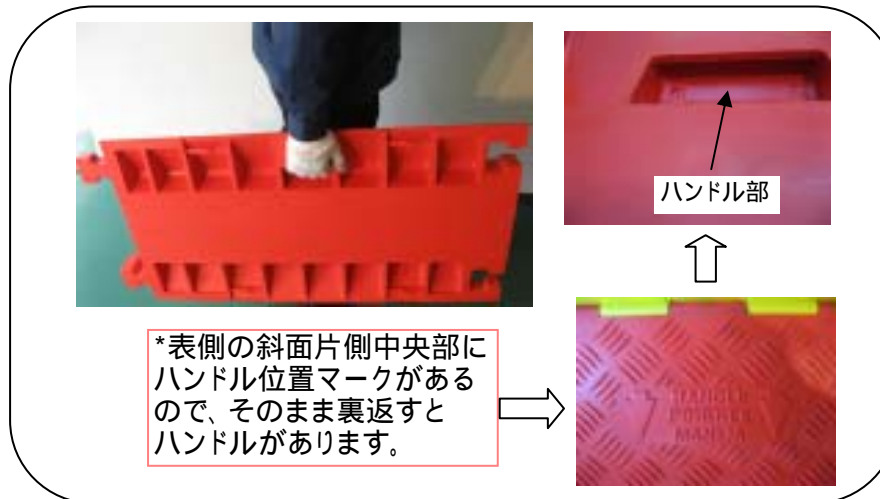 ハンドル部
*表側の斜面片側中央部に
ハンドル位置マークがある
ので、そのまま裏返すと
ハンドルがあります。